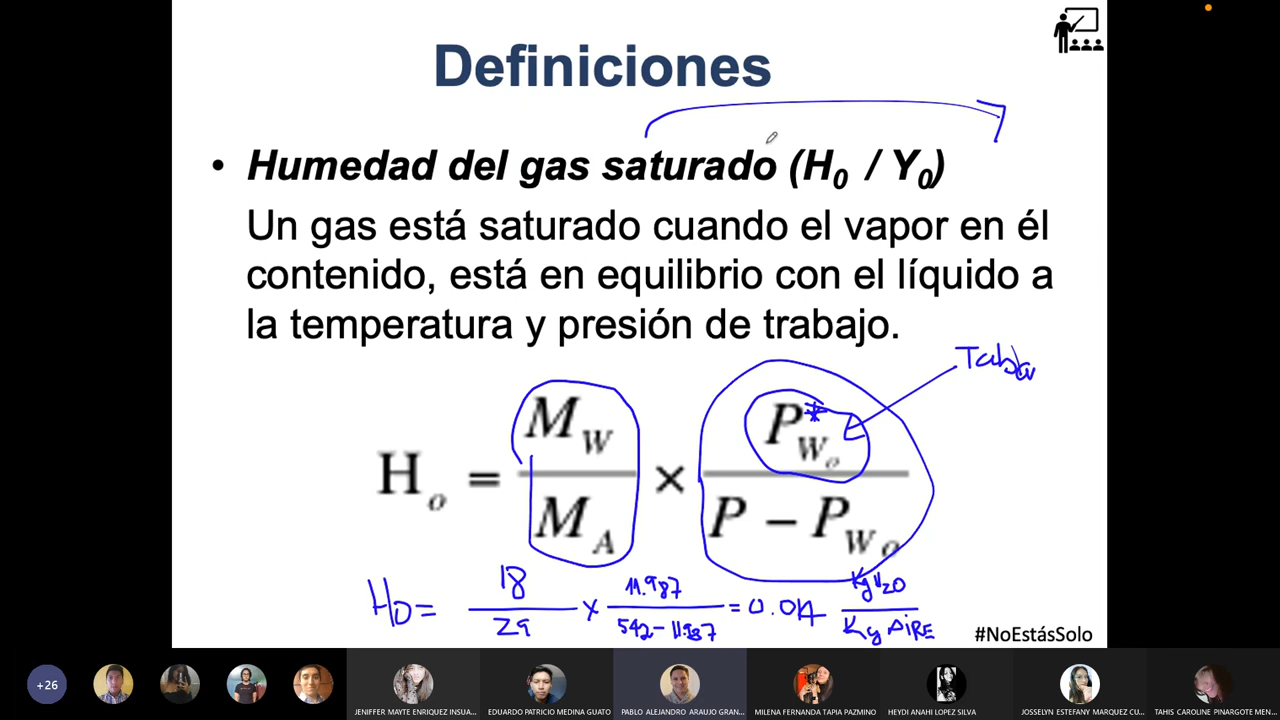 Definiciones
• Humedad del gas saturado (H0 / Y0)
Un gas está saturado cuando el vapor en él
contenido, está en equilibrio con el líquido a
la temperatura y presión de trabajo.
Tabla
Ho = MW / MA × P*Wo / P − PWo
H0 = 18 / 29 × 11.987 / 542 − 11.987 = 0.014 Kg H2O / Kg AIRE
#NoEstásSolo
+26
JENIFFER MAYTE ENRIQUEZ INSUA...
EDUARDO PATRICIO MEDINA GUATO
PABLO ALEJANDRO ARAUJO GRAN...
MILENA FERNANDA TAPIA PAZMINO
HEYDI ANAHI LOPEZ SILVA
JOSSELYN ESTEFANY MARQUEZ CU...
TAHIS CAROLINE PINARGOTE MEN...